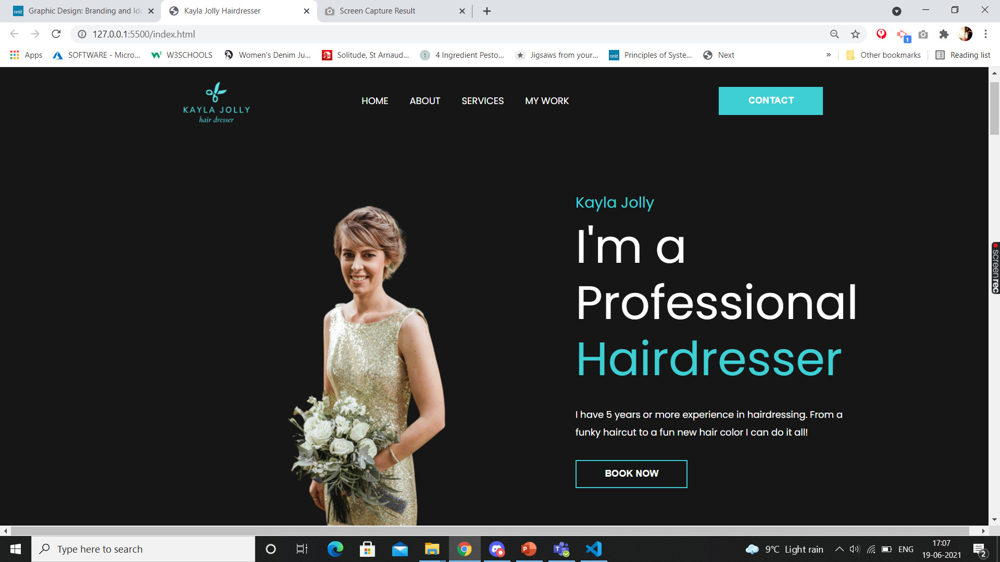 nmit Graphic Design: Branding and Ide
Kayla Jolly Hairdresser
Screen Capture Result
127.0.0.1:5500/index.html
1
Apps
SOFTWARE - Micro...
W3SCHOOLS
Women's Denim Ju...
Solitude, St Arnaud...
4 Ingredient Pesto...
Jigsaws from your...
nmit Principles of Syste...
Next
»
Other bookmarks
Reading list
KAYLA JOLLY
hair dresser
HOME
ABOUT
SERVICES
MY WORK
CONTACT
Kayla Jolly
I'm a
Professional
Hairdresser
I have 5 years or more experience in hairdressing. From a
funky haircut to a fun new hair color I can do it all!
BOOK NOW
screenrec
Type here to search
9°C Light rain
ENG
17:07
19-06-2021
2